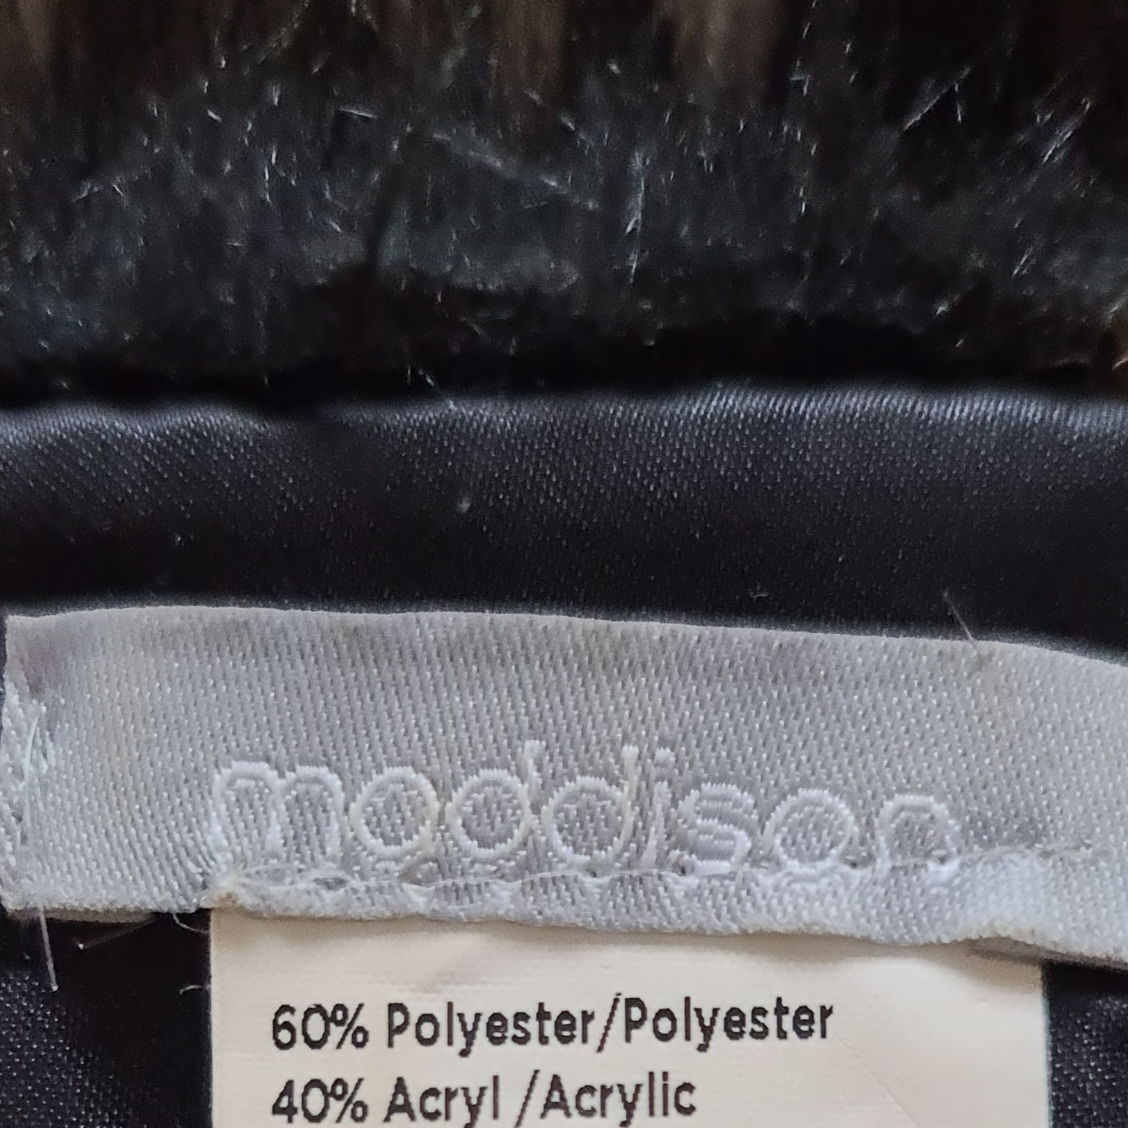 maddison
60% Polyester/Polyester
40% Acryl /Acrylic